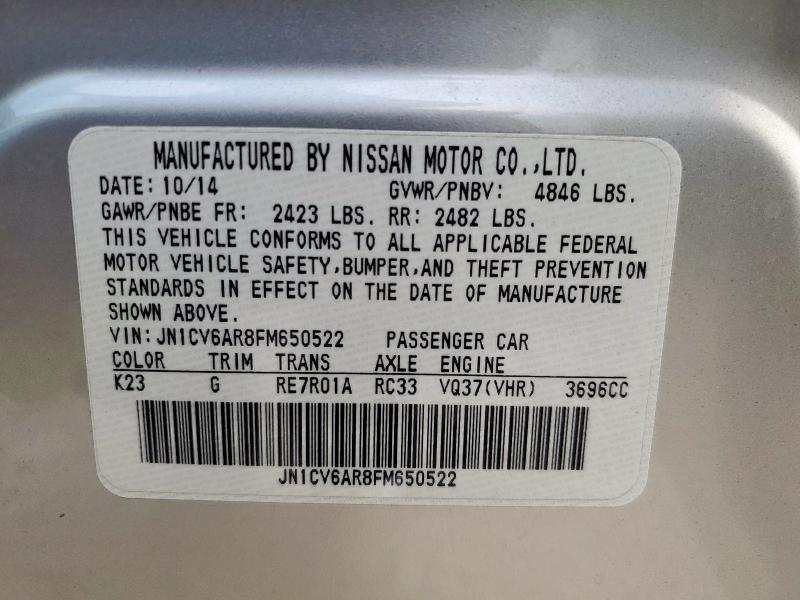 MANUFACTURED BY NISSAN MOTOR CO.,LTD.
DATE: 10/14 GVWR/PNBV: 4846 LBS.
GAWR/PNBE FR: 2423 LBS. RR: 2482 LBS.
THIS VEHICLE CONFORMS TO ALL APPLICABLE FEDERAL
MOTOR VEHICLE SAFETY,BUMPER,AND THEFT PREVENTION
STANDARDS IN EFFECT ON THE DATE OF MANUFACTURE
SHOWN ABOVE.
VIN:JN1CV6AR8FM650522 PASSENGER CAR
COLOR TRIM TRANS AXLE ENGINE
K23 G RE7R01A RC33 VQ37(VHR) 3696CC
JN1CV6AR8FM650522